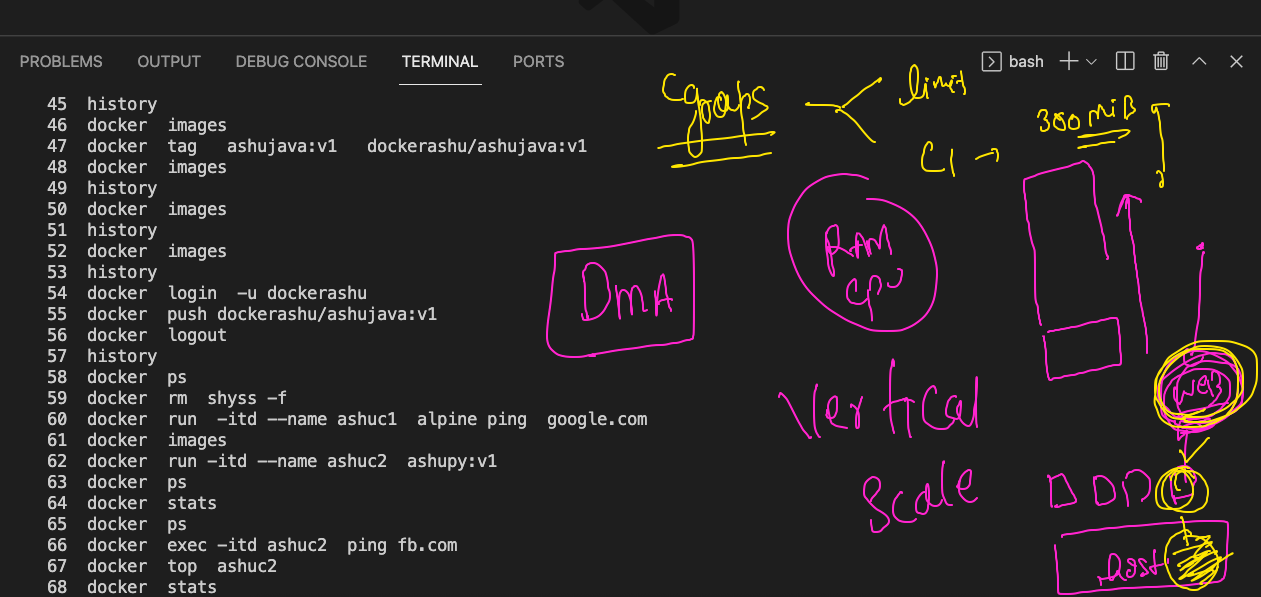 PROBLEMS OUTPUT DEBUG CONSOLE TERMINAL PORTS bash
45 history
46 docker images
47 docker tag ashujava:v1 dockerashu/ashujava:v1
48 docker images
49 history
50 docker images
51 history
52 docker images
53 history
54 docker login -u dockerashu
55 docker push dockerashu/ashujava:v1
56 docker logout
57 history
58 docker ps
59 docker rm shyss -f
60 docker run -itd --name ashuc1 alpine ping google.com
61 docker images
62 docker run -itd --name ashuc2 ashupy:v1
63 docker ps
64 docker stats
65 docker ps
66 docker exec -itd ashuc2 ping fb.com
67 docker top ashuc2
68 docker stats
Cgroups
limit
C1 → 300 MiB
DMA
RAM
CPU
Vertical
Scale
Web
host